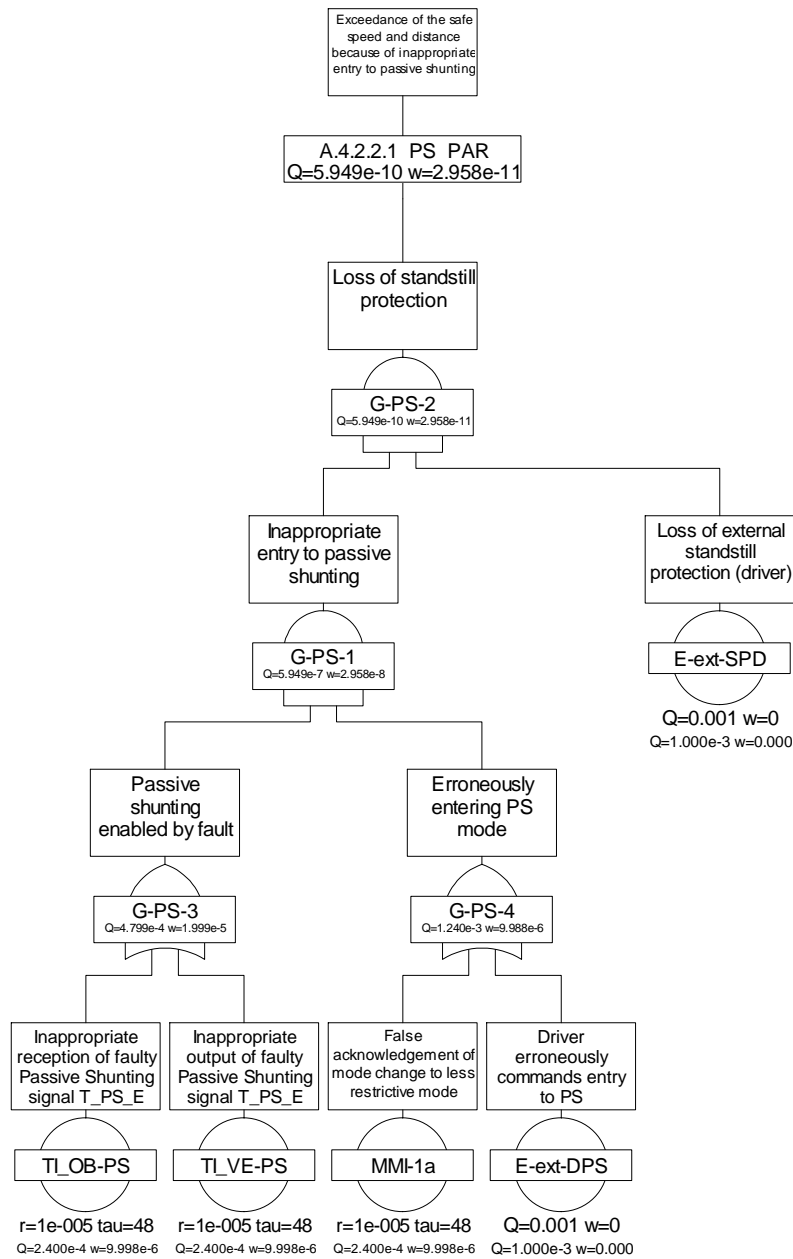 Exceedance of the safe
speed and distance
because of inappropriate
entry to passive shunting
A.4.2.2.1 PS PAR
Q=5.949e-10 w=2.958e-11
Loss of standstill
protection
G-PS-2
Q=5.949e-10 w=2.958e-11
Inappropriate
entry to passive
shunting
G-PS-1
Q=5.949e-7 w=2.958e-8
Loss of external
standstill
protection (driver)
E-ext-SPD
Q=0.001 w=0
Q=1.000e-3 w=0.000
Passive
shunting
enabled by fault
G-PS-3
Q=4.799e-4 w=1.999e-5
Erroneously
entering PS
mode
G-PS-4
Q=1.240e-3 w=9.988e-6
Inappropriate
reception of faulty
Passive Shunting
signal T_PS_E
TI_OB-PS
r=1e-005 tau=48
Q=2.400e-4 w=9.998e-6
Inappropriate
output of faulty
Passive Shunting
signal T_PS_E
TI_VE-PS
r=1e-005 tau=48
Q=2.400e-4 w=9.998e-6
False
acknowledgement of
mode change to less
restrictive mode
MMI-1a
r=1e-005 tau=48
Q=2.400e-4 w=9.998e-6
Driver
erroneously
commands entry
to PS
E-ext-DPS
Q=0.001 w=0
Q=1.000e-3 w=0.000